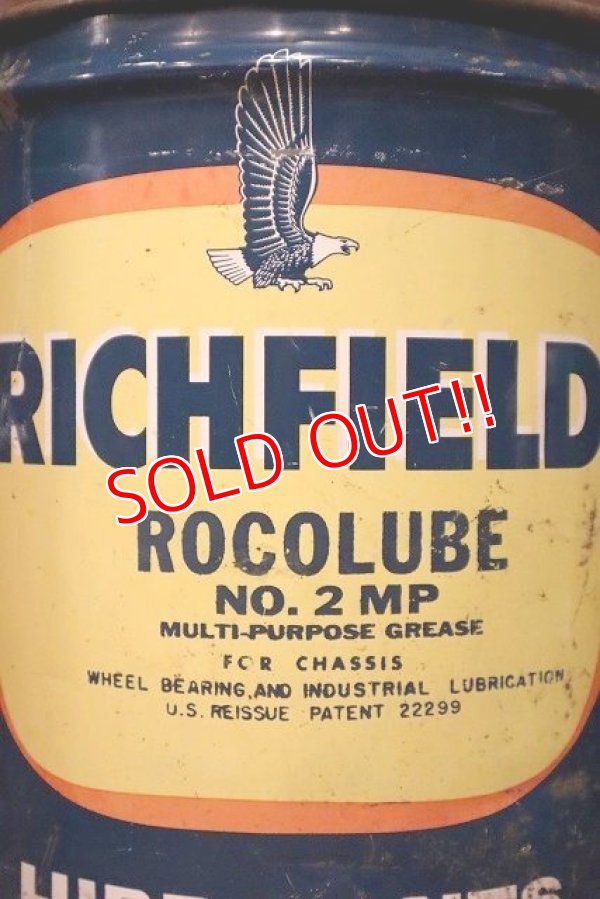 RICHFIELD
SOLD OUT!!
ROCOLUBE
NO. 2 MP
MULTI-PURPOSE GREASE
FOR CHASSIS
WHEEL BEARING, AND INDUSTRIAL LUBRICATION
U.S. REISSUE PATENT 22299